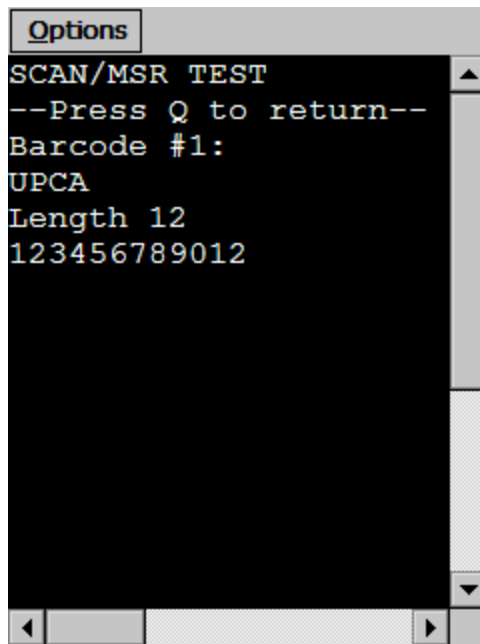 Options
SCAN/MSR TEST
--Press Q to return--
Barcode #1:
UPCA
Length 12
123456789012